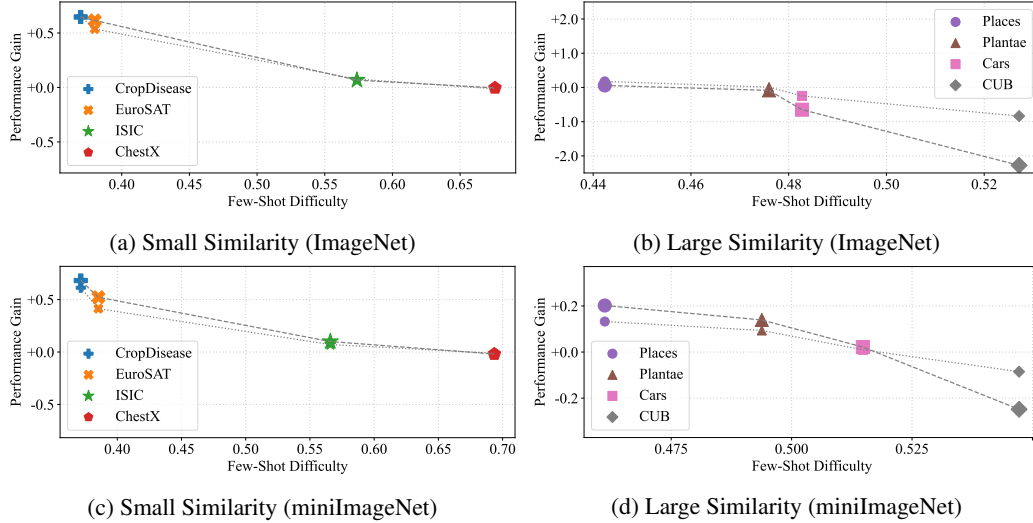 Performance Gain
+0.5
+0.0
-0.5
CropDisease
EuroSAT
ISIC
ChestX
0.40 0.45 0.50 0.55 0.60 0.65
Few-Shot Difficulty
(a) Small Similarity (ImageNet)
Performance Gain
+2.0
+1.0
+0.0
-1.0
-2.0
Places
Plantae
Cars
CUB
0.44 0.46 0.48 0.50 0.52
Few-Shot Difficulty
(b) Large Similarity (ImageNet)
Performance Gain
+0.5
+0.0
-0.5
CropDisease
EuroSAT
ISIC
ChestX
0.40 0.45 0.50 0.55 0.60 0.65 0.70
Few-Shot Difficulty
(c) Small Similarity (miniImageNet)
Performance Gain
+0.2
+0.0
-0.2
Places
Plantae
Cars
CUB
0.475 0.500 0.525
Few-Shot Difficulty
(d) Large Similarity (miniImageNet)